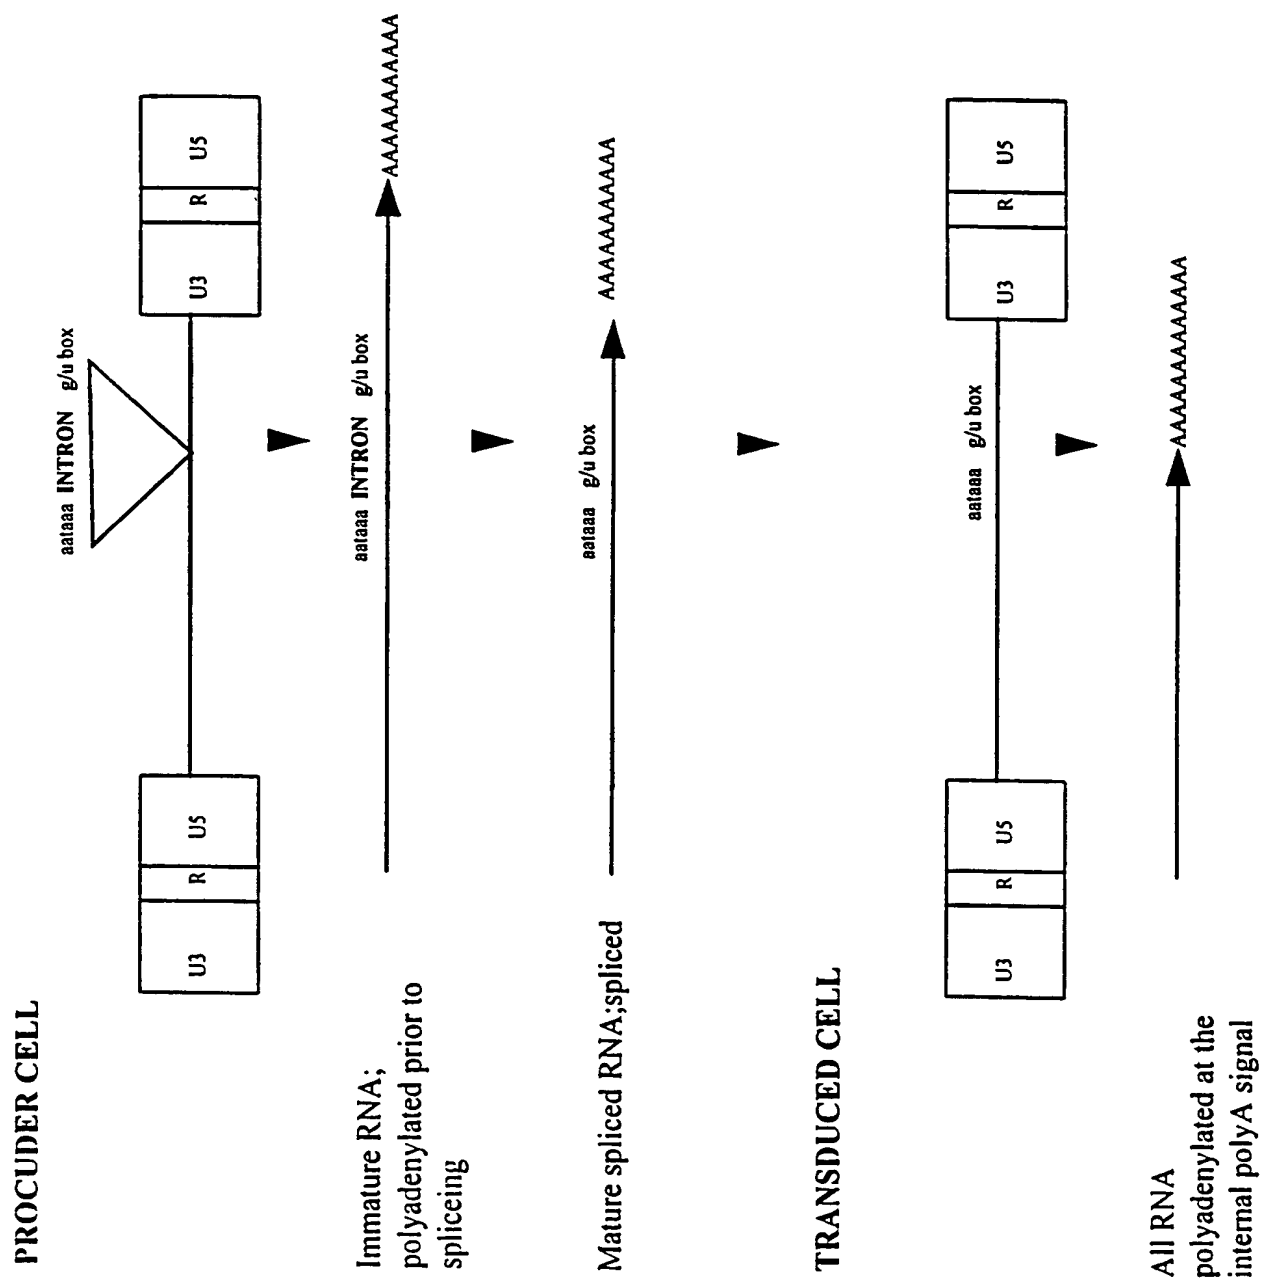 PROCUDER CELL
aataaa INTRON g/u box
U3 R U5 U3 R U5
Immature RNA;
polyadenylated prior to
spliceing
aataaa INTRON g/u box
AAAAAAAAAAA
Mature spliced RNA;spliced
aataaa g/u box
AAAAAAAAAAA
TRANSDUCED CELL
aataaa g/u box
U3 R U5 U3 R U5
All RNA
polyadenylated at the
internal polyA signal
AAAAAAAAAAAAA